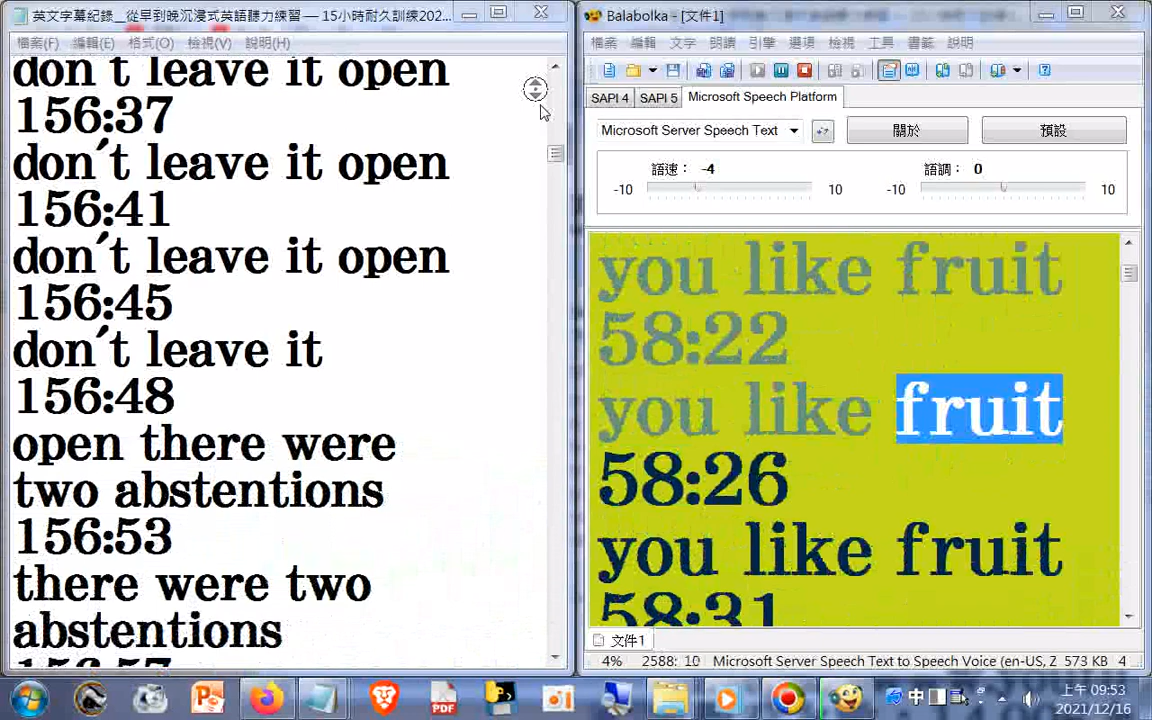 英文字幕紀錄__從早到晚沉浸式英語聽力練習 — 15小時耐久訓練202...
檔案(F) 編輯(E) 格式(O) 檢視(V) 說明(H)
don't leave it open
156:37
don't leave it open
156:41
don't leave it open
156:45
don't leave it
156:48
open there were
two abstentions
156:53
there were two
abstentions
156:57
Balabolka - [文件1]
檔案 編輯 文字 朗讀 引擎 選項 檢視 工具 書籤 說明
SAPI 4 SAPI 5 Microsoft Speech Platform
Microsoft Server Speech Text 關於 預設
語速： -4 語調： 0
-10 10 -10 10
you like fruit
58:22
you like fruit
58:26
you like fruit
58:31
文件1
4% 2588: 10 Microsoft Server Speech Text to Speech Voice (en-US, 2 573 KB 4
PDF 中 上午 09:53
2021/12/16